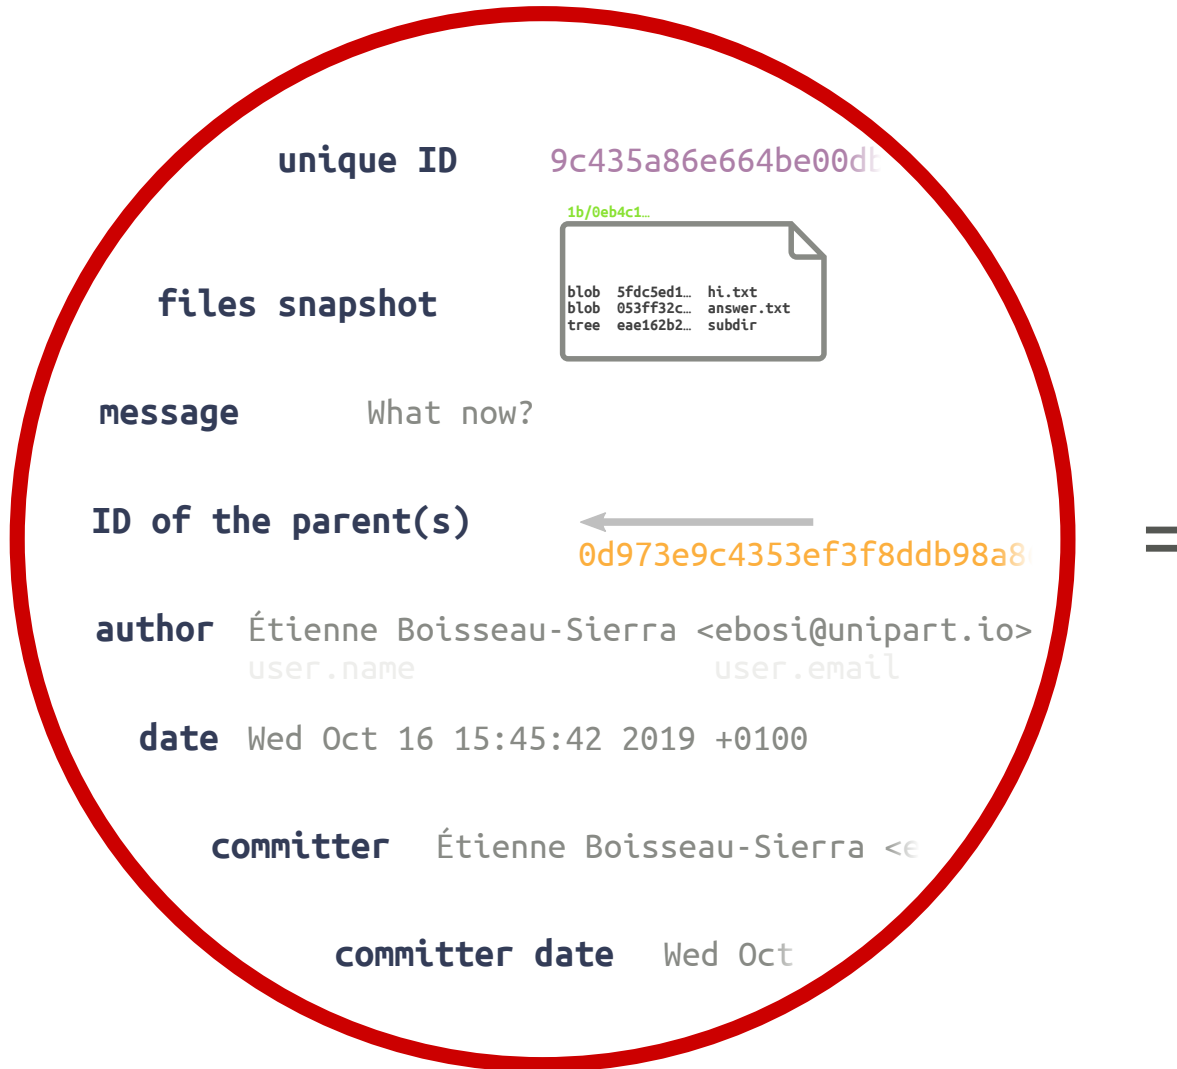 unique ID 9c435a86e664be00db
1b/0eb4c1…
files snapshot
blob 5fdc5ed1… hi.txt
blob 053ff32c… answer.txt
tree eae162b2… subdir
message What now?
ID of the parent(s)
0d973e9c4353ef3f8ddb98a8
author Étienne Boisseau-Sierra <ebosi@unipart.io>
user.name user.email
date Wed Oct 16 15:45:42 2019 +0100
committer Étienne Boisseau-Sierra <e
committer date Wed Oct
=